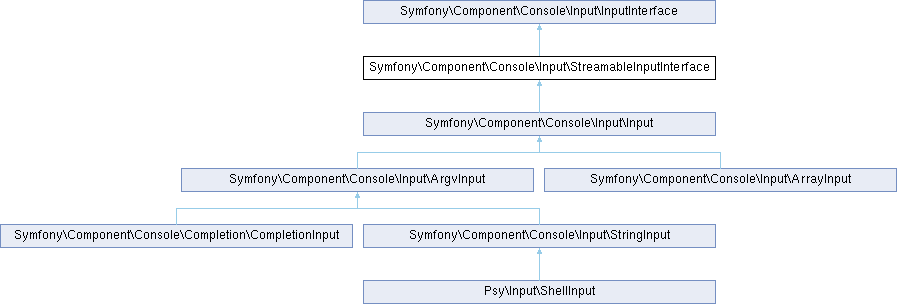 Symfony\Component\Console\Input\InputInterface
Symfony\Component\Console\Input\StreamableInputInterface
Symfony\Component\Console\Input\Input
Symfony\Component\Console\Input\ArgvInput
Symfony\Component\Console\Input\ArrayInput
Symfony\Component\Console\Completion\CompletionInput
Symfony\Component\Console\Input\StringInput
Psy\Input\ShellInput